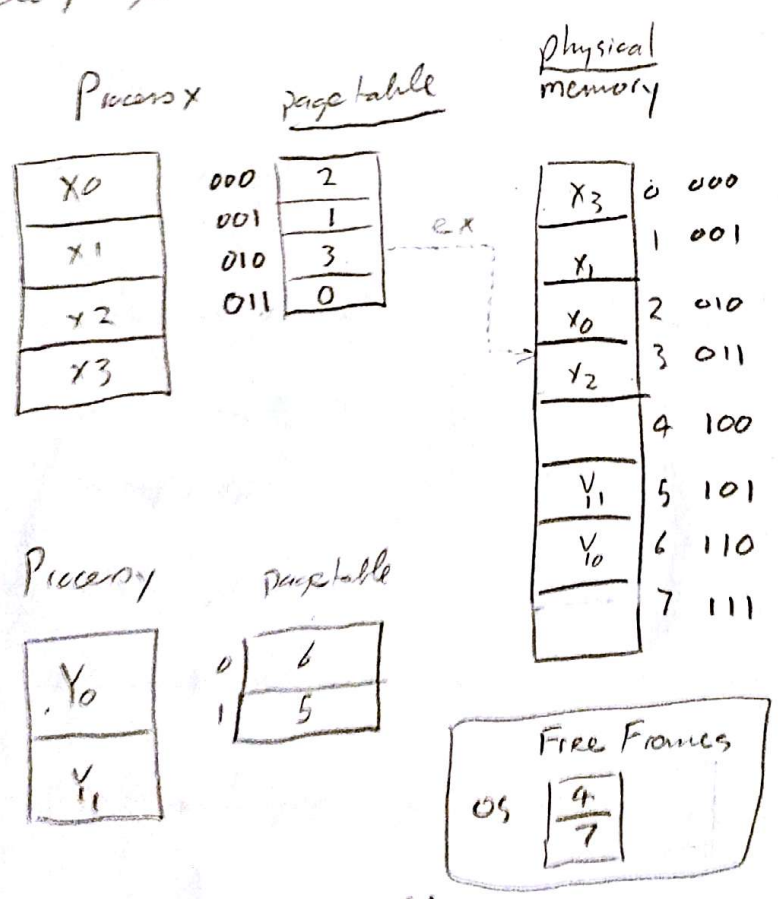 Process X
page table
physical
memory
X0
X1
X2
X3
000 2
001 1
010 3
011 0
ex
X3 0 000
X1 1 001
X0 2 010
X2 3 011
4 100
Y1 5 101
Y0 6 110
7 111
Process y
page table
Y0
Y1
0 6
1 5
Free Frames
OS
4
7